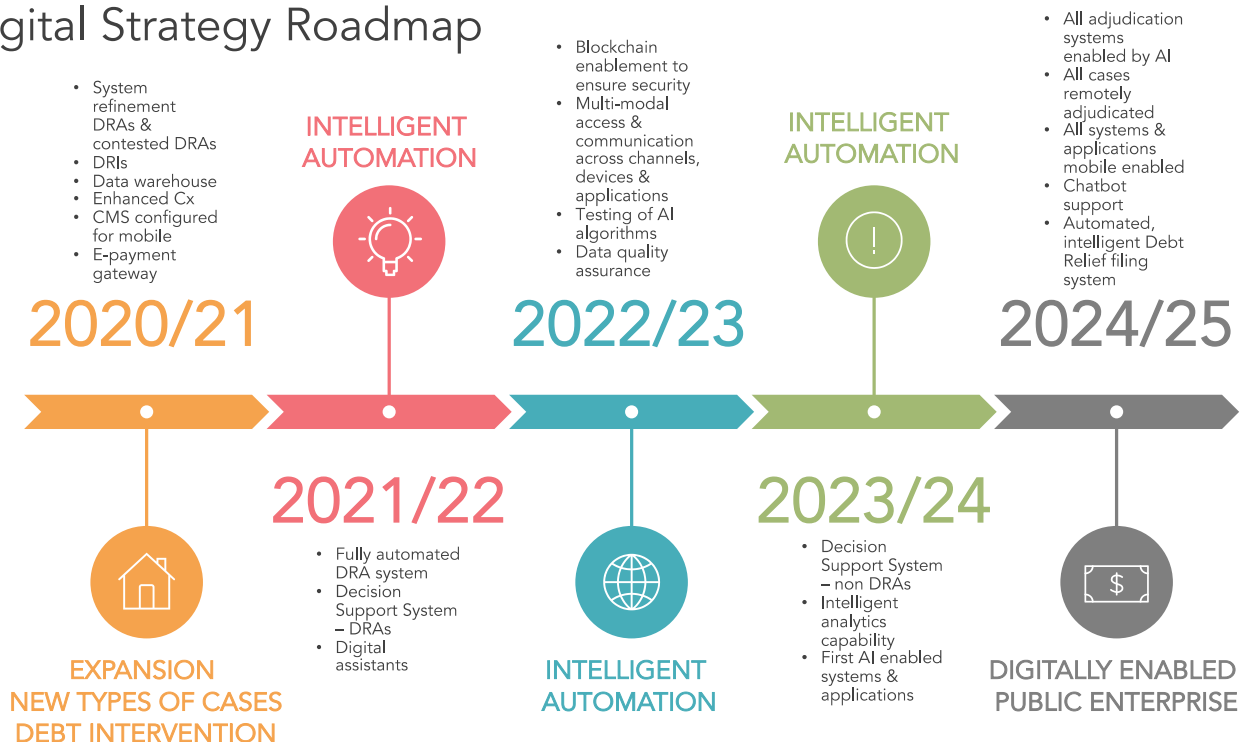 gital Strategy Roadmap
• System
refinement
DRAs &
contested DRAs
• DRIs
• Data warehouse
• Enhanced Cx
• CMS configured
for mobile
• E-payment
gateway
2020/21
EXPANSION
NEW TYPES OF CASES
DEBT INTERVENTION
INTELLIGENT
AUTOMATION
2021/22
• Fully automated
DRA system
• Decision
Support System
– DRAs
• Digital
assistants
• Blockchain
enablement to
ensure security
• Multi-modal
access &
communication
across channels,
devices &
applications
• Testing of AI
algorithms
• Data quality
assurance
2022/23
INTELLIGENT
AUTOMATION
INTELLIGENT
AUTOMATION
!
2023/24
• Decision
Support System
– non DRAs
• Intelligent
analytics
capability
• First AI enabled
systems &
applications
• All adjudication
systems
enabled by AI
• All cases
remotely
adjudicated
• All systems &
applications
mobile enabled
• Chatbot
support
• Automated,
intelligent Debt
Relief filing
system
2024/25
$
DIGITALLY ENABLED
PUBLIC ENTERPRISE